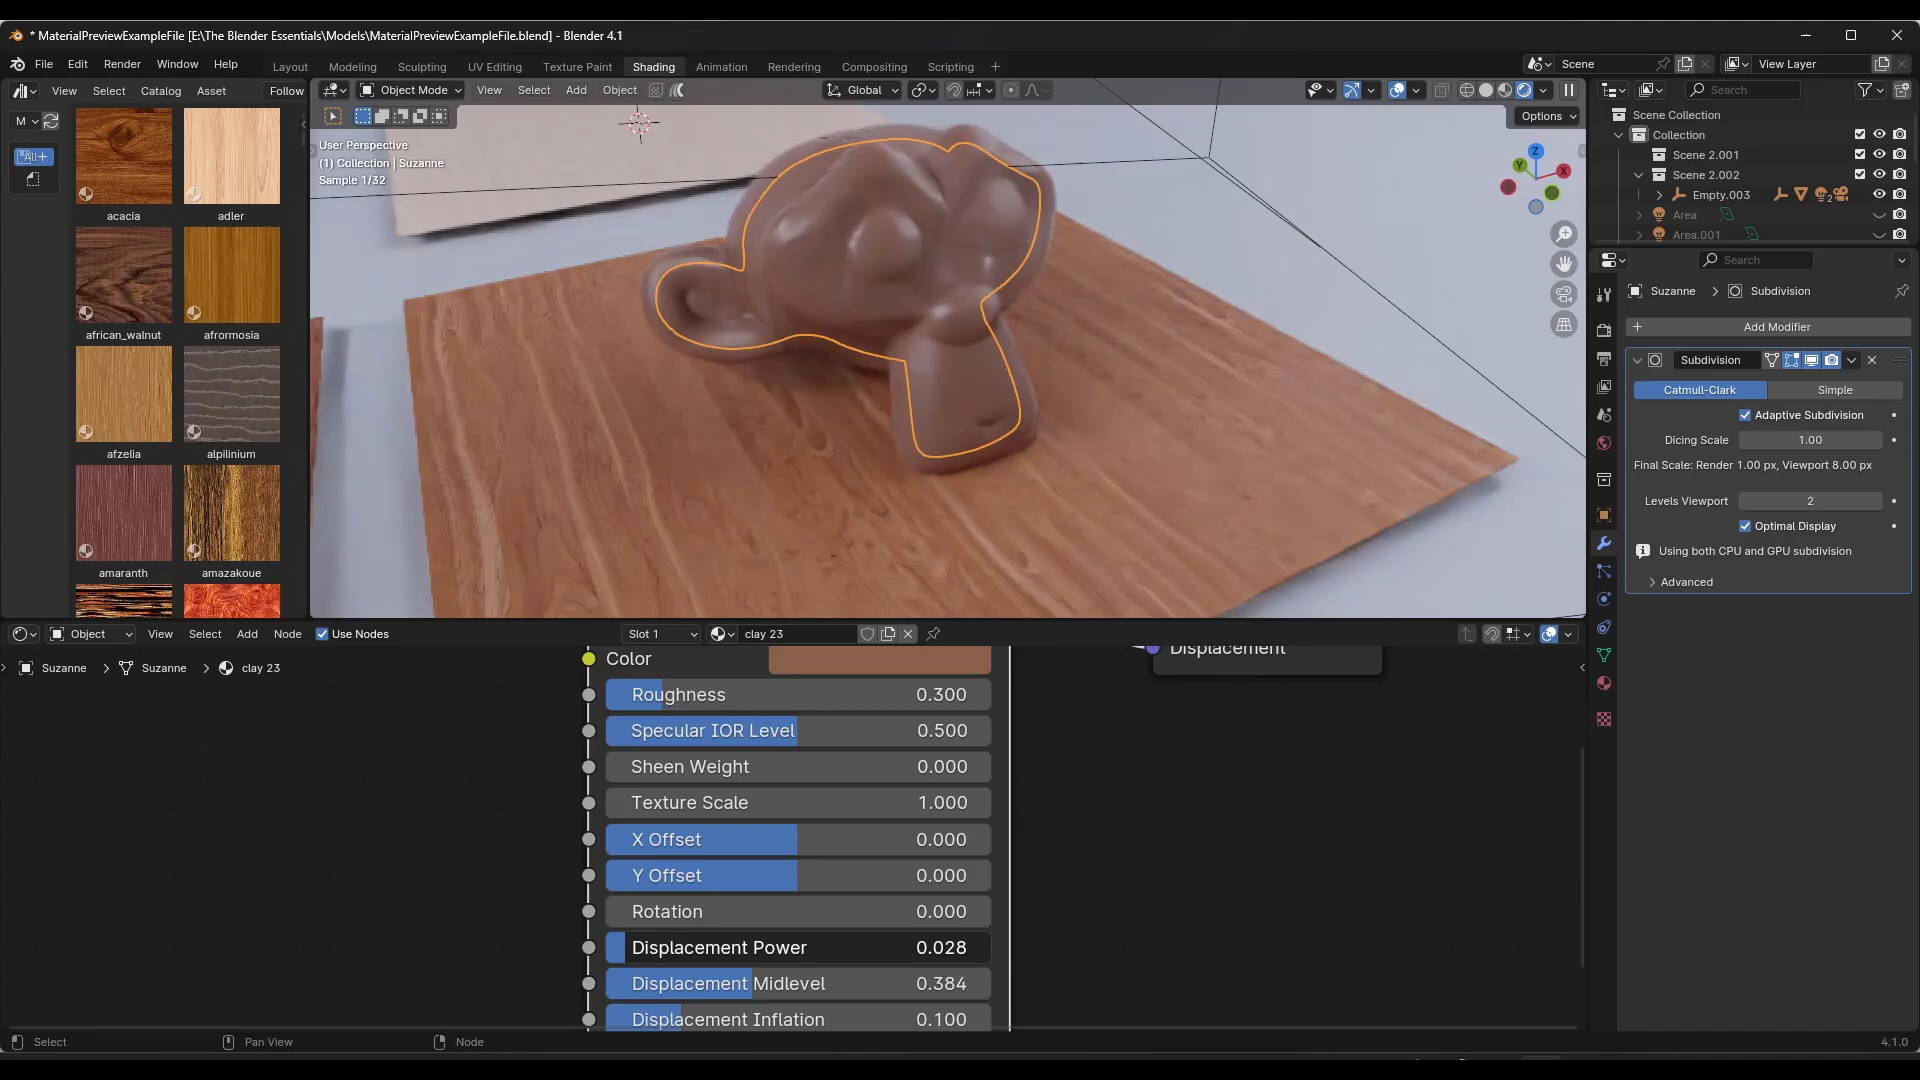 * MaterialPreviewExampleFile [E:\The Blender Essentials\Models\MaterialPreviewExampleFile.blend] - Blender 4.1
File Edit Render Window Help
Layout Modeling Sculpting UV Editing Texture Paint Shading Animation Rendering Compositing Scripting +
Scene
View Layer
View Select Catalog Asset Follow
Object Mode View Select Add Object
Global
Search
M
All
acacia adler
african_walnut afrormosia
afzelia alpilinium
amaranth amazakoue
Options
User Perspective
(1) Collection | Suzanne
Sample 1/32
Z
Y
X
Scene Collection
Collection
Scene 2.001
Scene 2.002
Empty.003
2
Area
Area.001
Search
Suzanne > Subdivision
Add Modifier
Subdivision
Catmull-Clark Simple
Adaptive Subdivision
Dicing Scale 1.00
Final Scale: Render 1.00 px, Viewport 8.00 px
Levels Viewport 2
Optimal Display
Using both CPU and GPU subdivision
Advanced
Object View Select Add Node Use Nodes
Slot 1 clay 23
Suzanne > Suzanne > clay 23
Color
Displacement
Roughness 0.300
Specular IOR Level 0.500
Sheen Weight 0.000
Texture Scale 1.000
X Offset 0.000
Y Offset 0.000
Rotation 0.000
Displacement Power 0.028
Displacement Midlevel 0.384
Displacement Inflation 0.100
Select Pan View Node
4.1.0